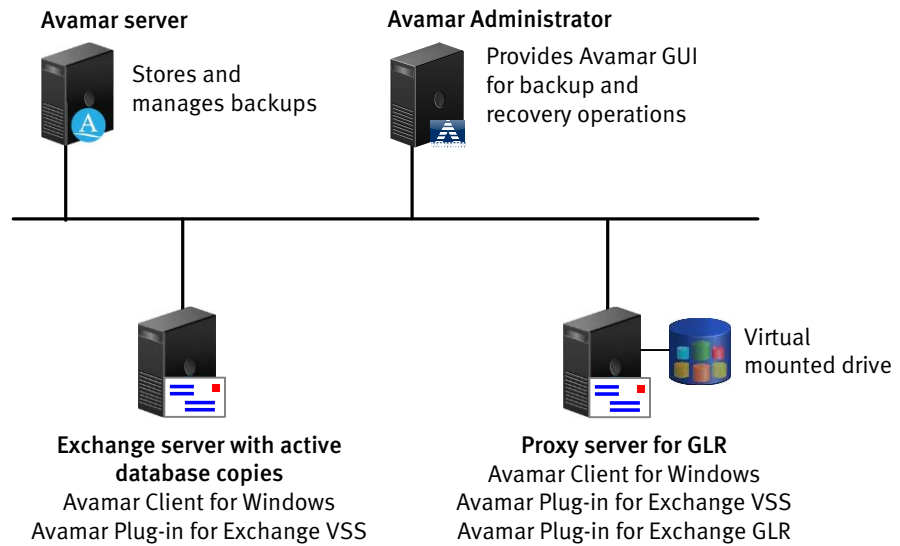 Avamar server
Stores and
manages backups
A
Avamar Administrator
Provides Avamar GUI
for backup and
recovery operations
Virtual
mounted drive
Exchange server with active
database copies
Avamar Client for Windows
Avamar Plug-in for Exchange VSS
Proxy server for GLR
Avamar Client for Windows
Avamar Plug-in for Exchange VSS
Avamar Plug-in for Exchange GLR